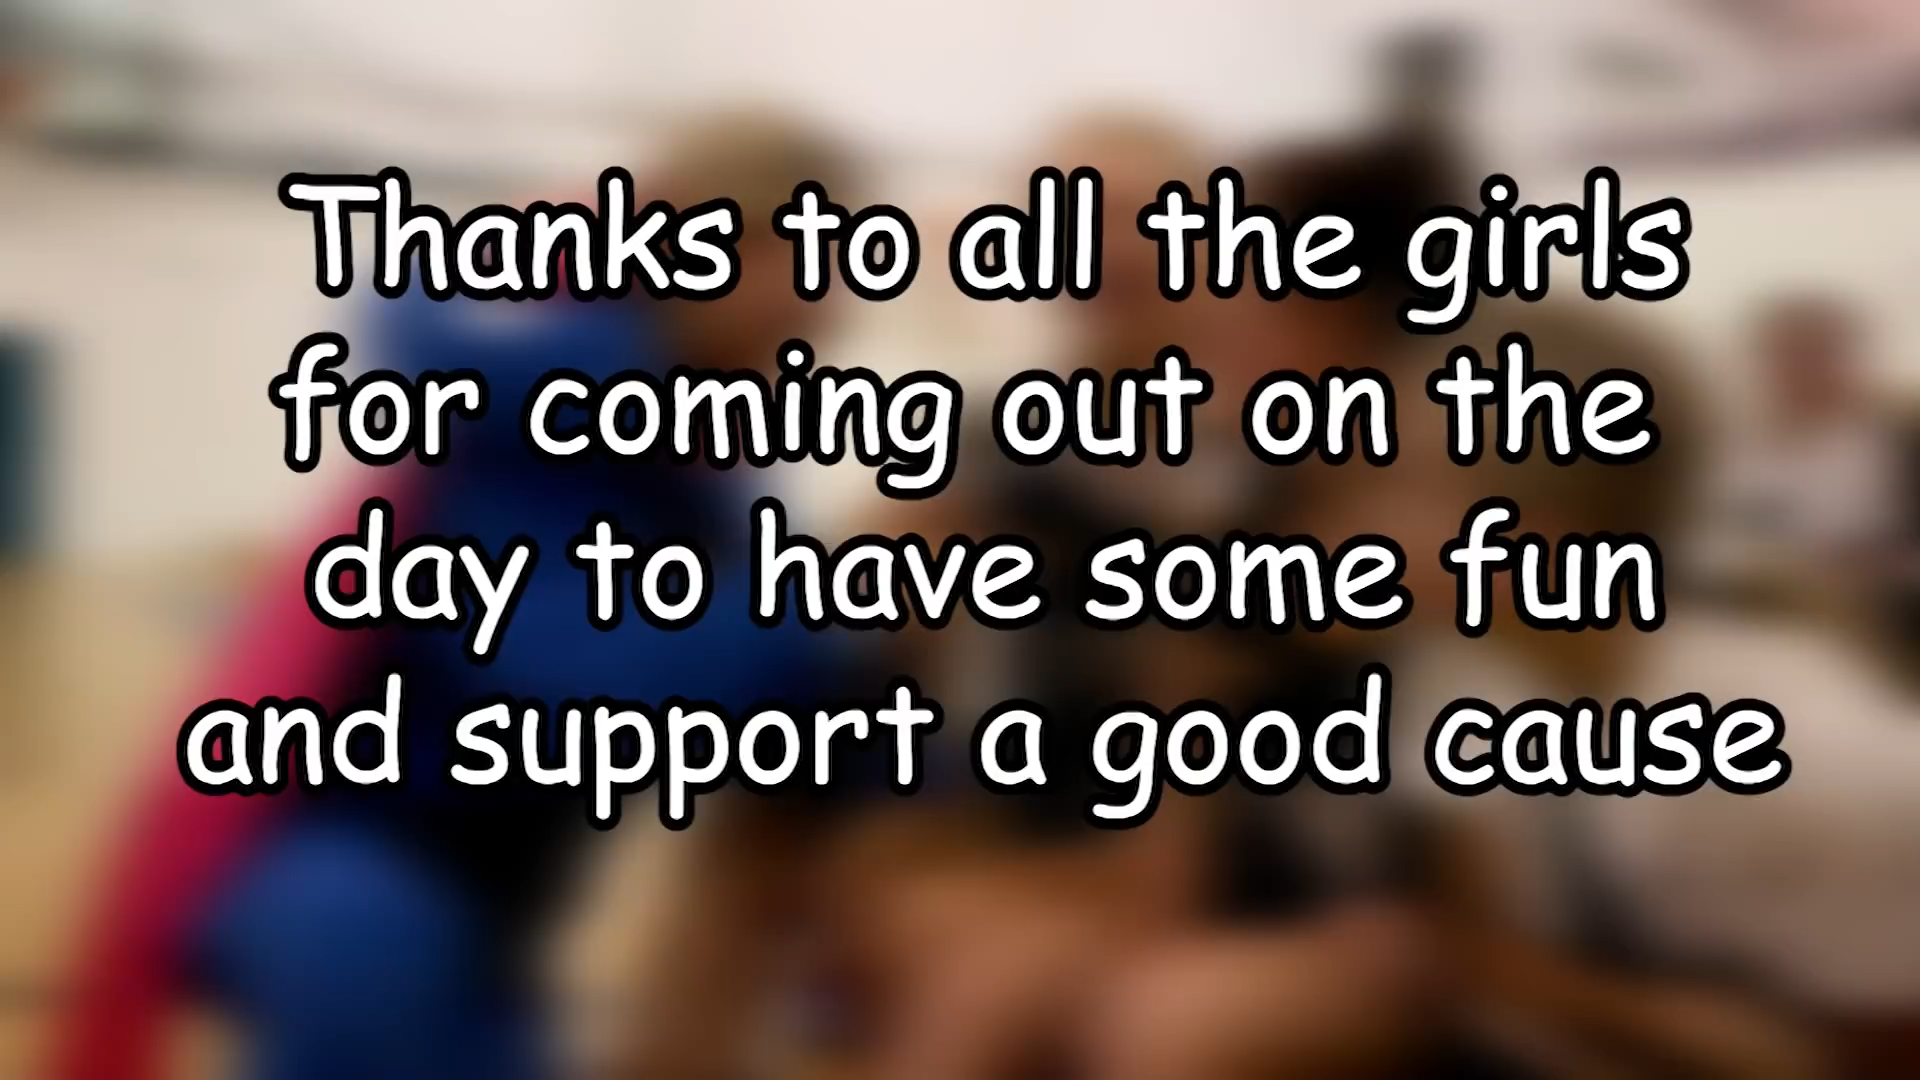 Thanks to all the girls
for coming out on the
day to have some fun
and support a good cause